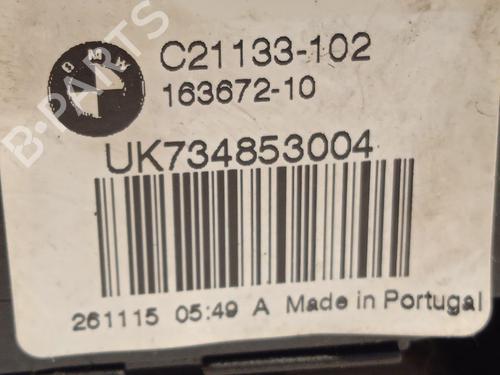 BMW
C21133-102
163672-10
UK734853004
261115 05:49 A Made in Portugal
B-PARTS